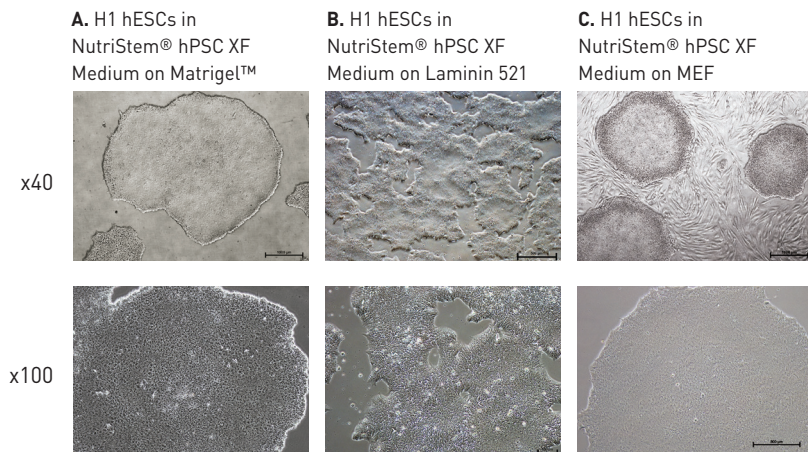 A. H1 hESCs in
NutriStem® hPSC XF
Medium on Matrigel™
B. H1 hESCs in
NutriStem® hPSC XF
Medium on Laminin 521
C. H1 hESCs in
NutriStem® hPSC XF
Medium on MEF
x40
x100